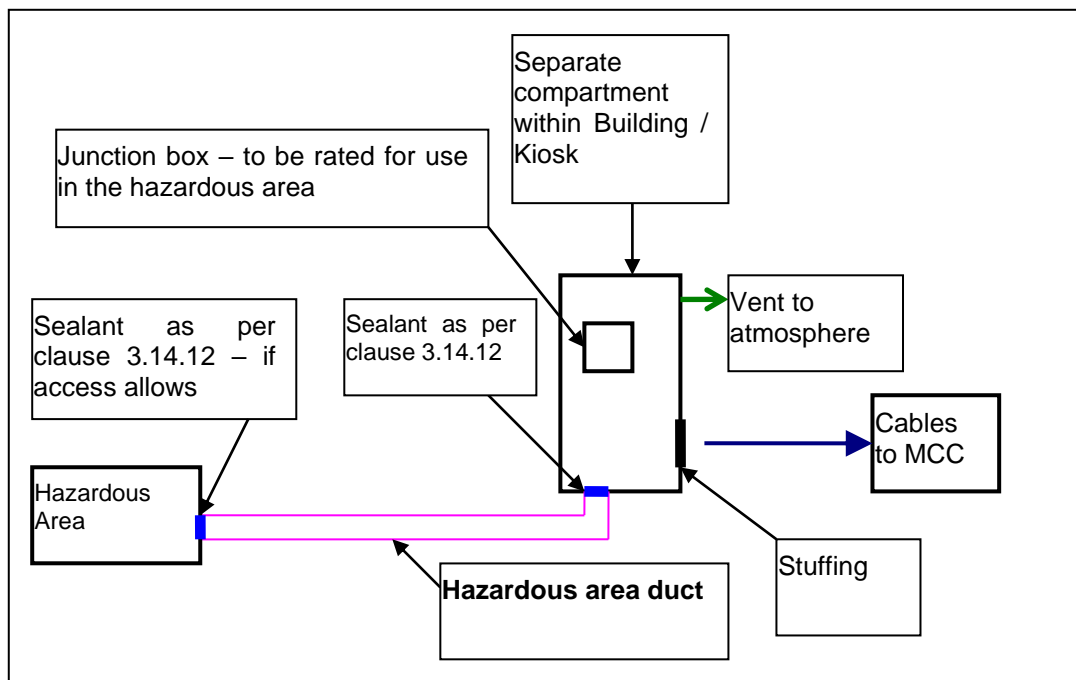 Separate
compartment
within Building /
Kiosk
Junction box – to be rated for use
in the hazardous area
Sealant as per
clause 3.14.12 – if
access allows
Sealant as per
clause 3.14.12
Vent to
atmosphere
Cables
to MCC
Hazardous
Area
Hazardous area duct
Stuffing